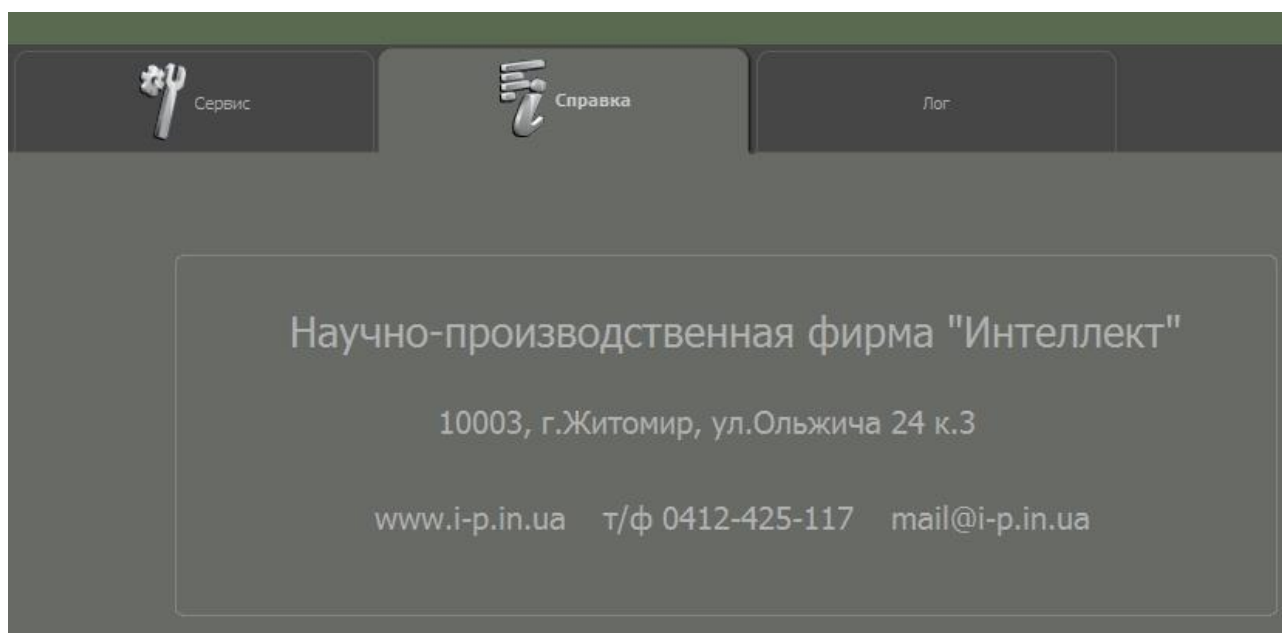 Сервис
Справка
Лог
Научно-производственная фирма "Интеллект"
10003, г.Житомир, ул.Ольжича 24 к.3
www.i-p.in.ua т/ф 0412-425-117 mail@i-p.in.ua